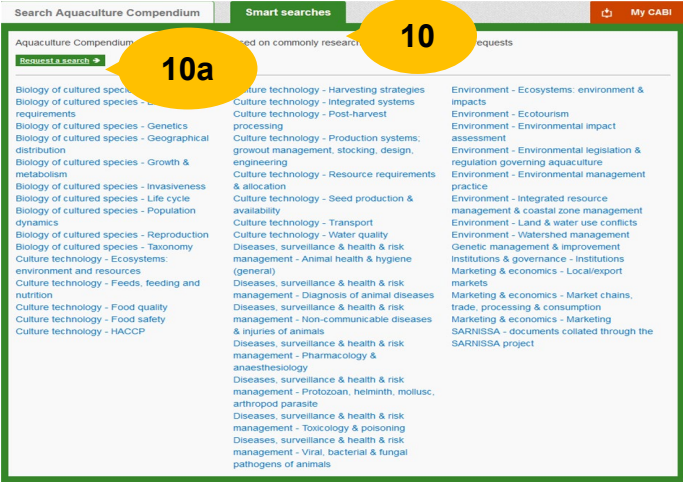 Search Aquaculture Compendium
Smart searches
My CABI
Aquaculture Compendium
sed on commonly research
requests
10
Request a search
10a
Biology of cultured speci
Biology of cultured species -
requirements
Biology of cultured species - Genetics
Biology of cultured species - Geographical
distribution
Biology of cultured species - Growth &
metabolism
Biology of cultured species - Invasiveness
Biology of cultured species - Life cycle
Biology of cultured species - Population
dynamics
Biology of cultured species - Reproduction
Biology of cultured species - Taxonomy
Culture technology - Ecosystems:
environment and resources
Culture technology - Feeds, feeding and
nutrition
Culture technology - Food quality
Culture technology - Food safety
Culture technology - HACCP
ture technology - Harvesting strategies
Culture technology - Integrated systems
Culture technology - Post-harvest
processing
Culture technology - Production systems;
growout management, stocking, design,
engineering
Culture technology - Resource requirements
& allocation
Culture technology - Seed production &
availability
Culture technology - Transport
Culture technology - Water quality
Diseases, surveillance & health & risk
management - Animal health & hygiene
(general)
Diseases, surveillance & health & risk
management - Diagnosis of animal diseases
Diseases, surveillance & health & risk
management - Non-communicable diseases
& injuries of animals
Diseases, surveillance & health & risk
management - Pharmacology &
anaesthesiology
Diseases, surveillance & health & risk
management - Protozoan, helminth, mollusc,
arthropod parasite
Diseases, surveillance & health & risk
management - Toxicology & poisoning
Diseases, surveillance & health & risk
management - Viral, bacterial & fungal
pathogens of animals
Environment - Ecosystems: environment &
impacts
Environment - Ecotourism
Environment - Environmental impact
assessment
Environment - Environmental legislation &
regulation governing aquaculture
Environment - Environmental management
practice
Environment - Integrated resource
management & coastal zone management
Environment - Land & water use conflicts
Environment - Watershed management
Genetic management & improvement
Institutions & governance - Institutions
Marketing & economics - Local/export
markets
Marketing & economics - Market chains,
trade, processing & consumption
Marketing & economics - Marketing
SARNISSA - documents collated through the
SARNISSA project